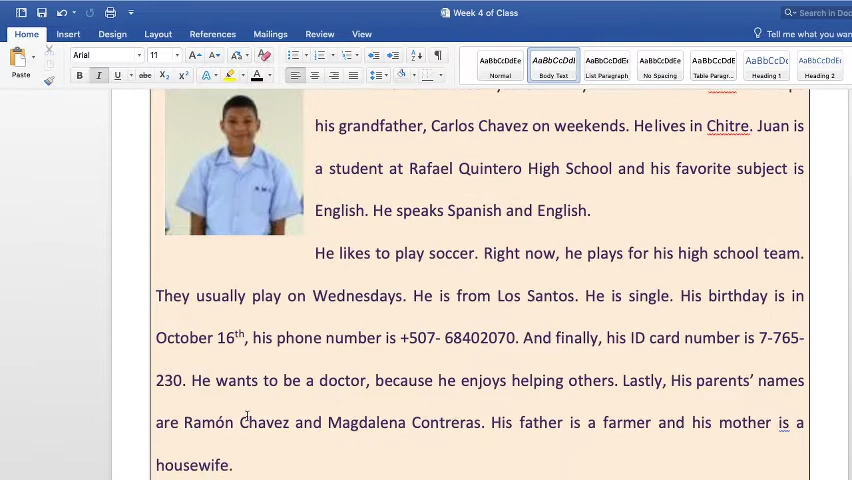 Week 4 of Class
Search in Doc
Home Insert Design Layout References Mailings Review View Tell me what you wan
Paste Arial 11 A A Aa
B I U abc X₂ X² A A
AaBbCcDdEe AaBbCcDdE AaBbCcDdEe AaBbCcDdEe AaBbCcDdEe AaBbCcDc AaBbCcDdEe
Normal Body Text List Paragraph No Spacing Table Paragr... Heading 1 Heading 2
his grandfather, Carlos Chavez on weekends. He lives in Chitre. Juan is
a student at Rafael Quintero High School and his favorite subject is
English. He speaks Spanish and English.
He likes to play soccer. Right now, he plays for his high school team.
They usually play on Wednesdays. He is from Los Santos. He is single. His birthday is in
October 16th, his phone number is +507- 68402070. And finally, his ID card number is 7-765-
230. He wants to be a doctor, because he enjoys helping others. Lastly, His parents’ names
are Ramón Chavez and Magdalena Contreras. His father is a farmer and his mother is a
housewife.